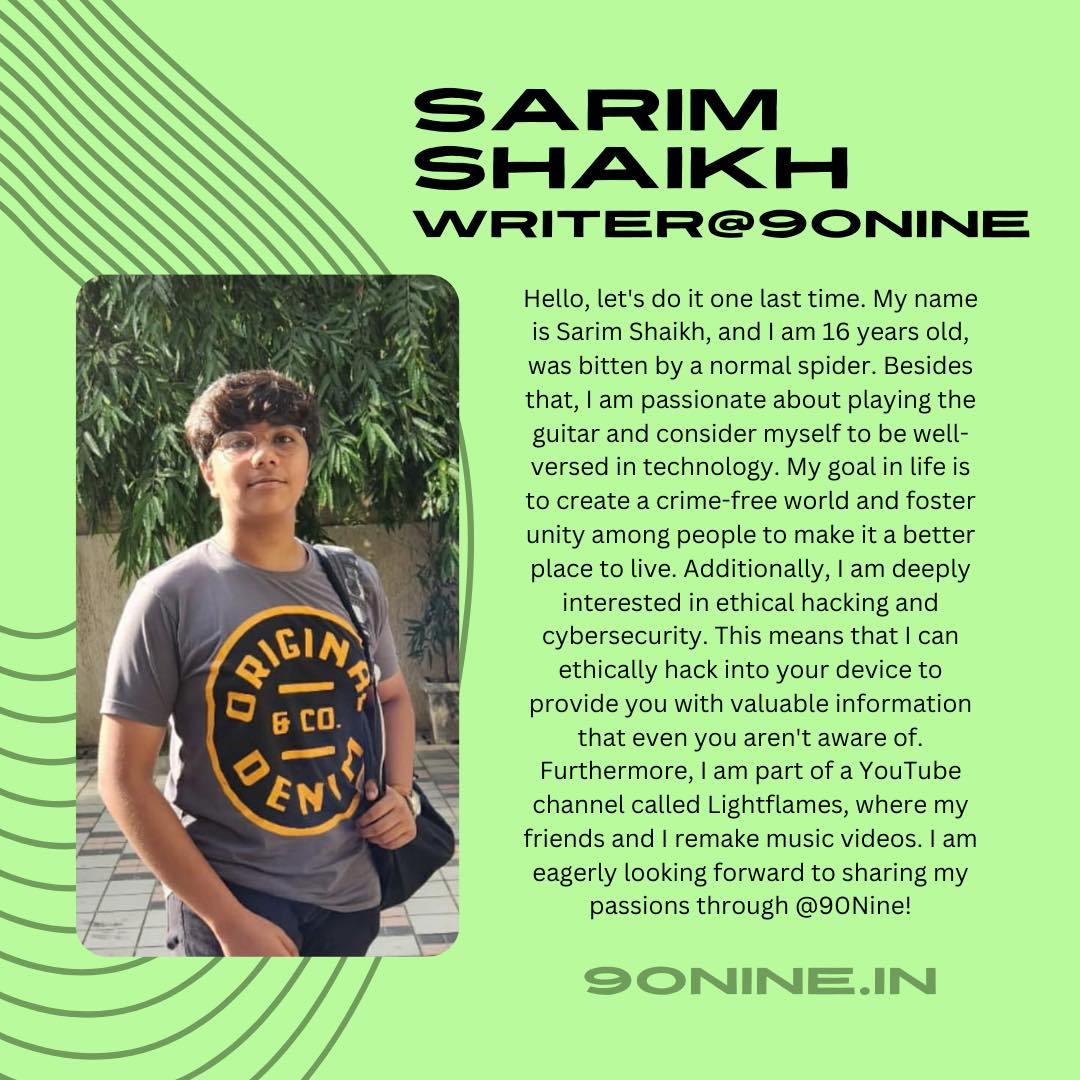 SARIM
SHAIKH
WRITER@90NINE
Hello, let's do it one last time. My name
is Sarim Shaikh, and I am 16 years old,
was bitten by a normal spider. Besides
that, I am passionate about playing the
guitar and consider myself to be well-
versed in technology. My goal in life is
to create a crime-free world and foster
unity among people to make it a better
place to live. Additionally, I am deeply
interested in ethical hacking and
cybersecurity. This means that I can
ethically hack into your device to
provide you with valuable information
that even you aren't aware of.
Furthermore, I am part of a YouTube
channel called Lightflames, where my
friends and I remake music videos. I am
eagerly looking forward to sharing my
passions through @90Nine!
ORIGINAL
& CO.
DENIM
90NINE.IN